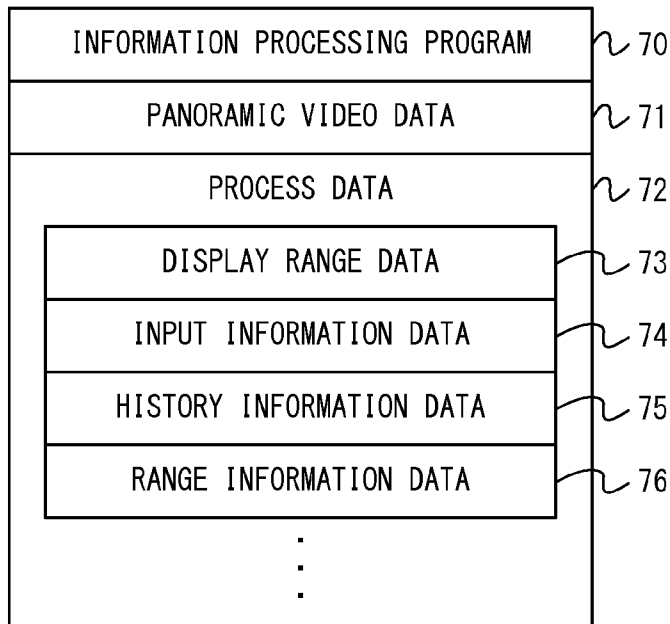 INFORMATION PROCESSING PROGRAM 70
PANORAMIC VIDEO DATA 71
PROCESS DATA 72
DISPLAY RANGE DATA 73
INPUT INFORMATION DATA 74
HISTORY INFORMATION DATA 75
RANGE INFORMATION DATA 76